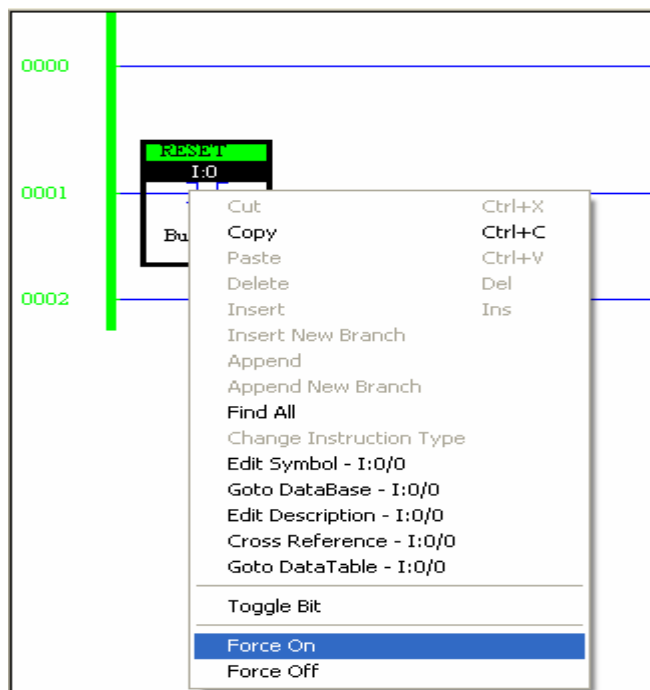 0000
RESET
I:0
0001
Bu
Cut Ctrl+X
Copy Ctrl+C
Paste Ctrl+V
Delete Del
0002
Insert Ins
Insert New Branch
Append
Append New Branch
Find All
Change Instruction Type
Edit Symbol - I:0/0
Goto DataBase - I:0/0
Edit Description - I:0/0
Cross Reference - I:0/0
Goto DataTable - I:0/0
Toggle Bit
Force On
Force Off